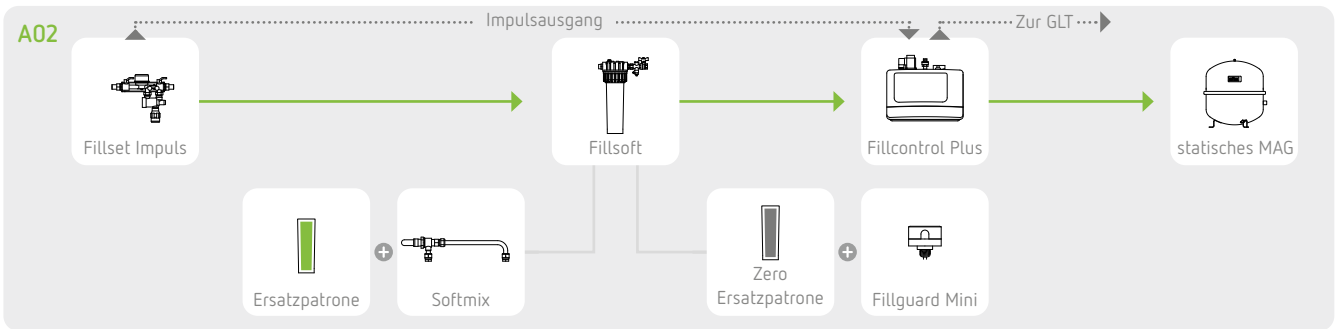 Impulsausgang
Zur GLT
A02
Fillset Impuls
Fillsoft
Fillcontrol Plus
statisches MAG
Ersatzpatrone
+
Softmix
Zero
Ersatzpatrone
+
Fillguard Mini